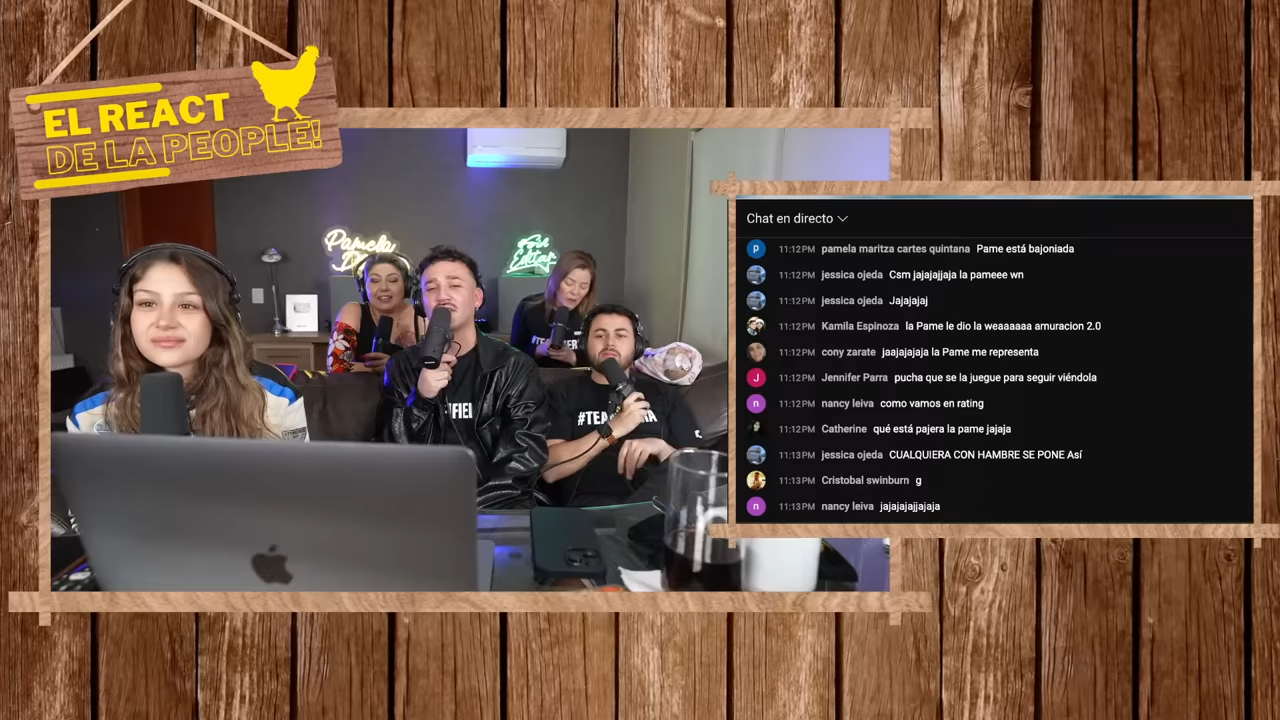 EL REACT
DE LA PEOPLE!
Pamela
#TEA
Chat en directo
p 11:12PM pamela maritza cartes quintana Pame está bajoniada
11:12PM jessica ojeda Csm jajajajjaja la pameee wn
11:12PM jessica ojeda Jajajajaj
11:12PM Kamila Espinoza la Pame le dio la weaaaaaa amuracion 2.0
11:12PM cony zarate jaajajajaja la Pame me representa
J 11:12PM Jennifer Parra pucha que se la juegue para seguir viéndola
n 11:12PM nancy leiva como vamos en rating
11:12PM Catherine qué está pajera la pame jajaja
11:13PM jessica ojeda CUALQUIERA CON HAMBRE SE PONE Así
11:13PM Cristobal swinburn g
n 11:13PM nancy leiva jajajajajjajaja